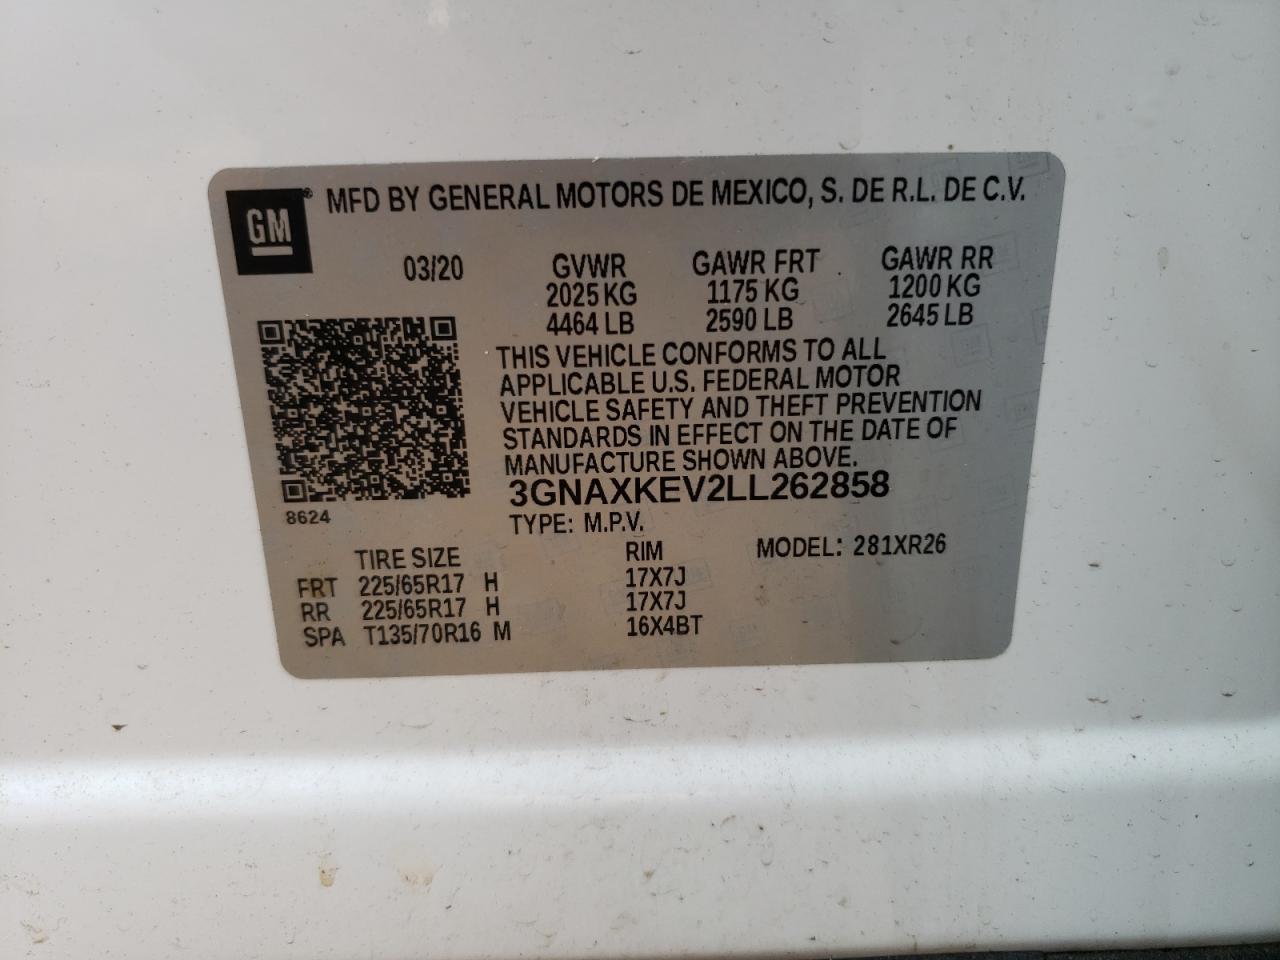 GM® MFD BY GENERAL MOTORS DE MEXICO, S. DE R.L. DE C.V.
03/20 GVWR GAWR FRT GAWR RR
2025 KG 1175 KG 1200 KG
4464 LB 2590 LB 2645 LB
THIS VEHICLE CONFORMS TO ALL
APPLICABLE U.S. FEDERAL MOTOR
VEHICLE SAFETY AND THEFT PREVENTION
STANDARDS IN EFFECT ON THE DATE OF
MANUFACTURE SHOWN ABOVE.
3GNAXKEV2LL262858
8624
TYPE: M.P.V.
TIRE SIZE RIM MODEL: 281XR26
FRT 225/65R17 H 17X7J
RR 225/65R17 H 17X7J
SPA T135/70R16 M 16X4BT